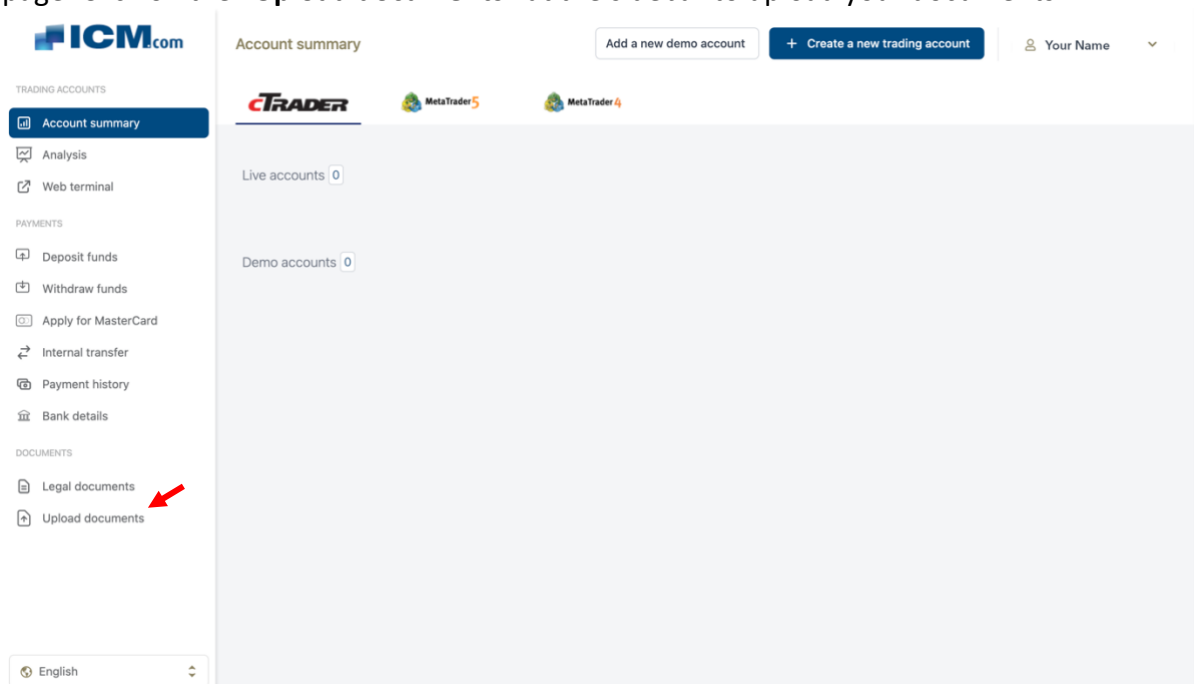 ICM.com
Account summary
Add a new demo account
+ Create a new trading account
Your Name
TRADING ACCOUNTS
cTRADER
MetaTrader 5
MetaTrader 4
Account summary
Analysis
Web terminal
Live accounts 0
PAYMENTS
Deposit funds
Demo accounts 0
Withdraw funds
Apply for MasterCard
Internal transfer
Payment history
Bank details
DOCUMENTS
Legal documents
Upload documents
English